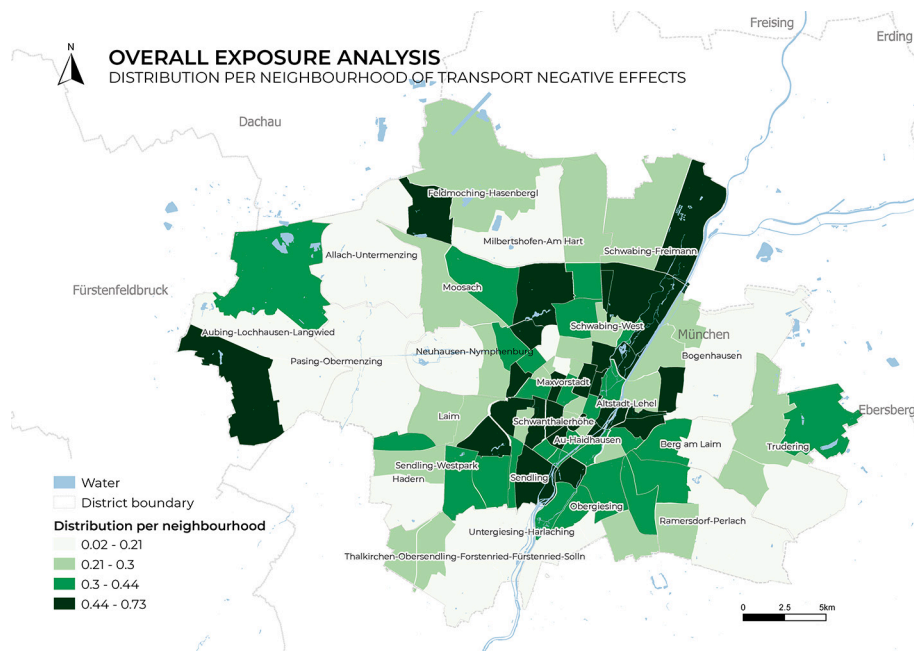 Freising
Erding
N
OVERALL EXPOSURE ANALYSIS
DISTRIBUTION PER NEIGHBOURHOOD OF TRANSPORT NEGATIVE EFFECTS
Dachau
Feldmoching-Hasenbergl
Milbertshofen-Am Hart
Schwabing-Freimann
Allach-Untermenzing
Fürstenfeldbruck
Moosach
Aubing-Lochhausen-Langwied
Schwabing-West
München
Pasing-Obermenzing
Neuhausen-Nymphenburg
Bogenhausen
Maxvorstadt
Altstadt-Lehel
Ebersberg
Laim
Schwanthalerhöhe
Au-Haidhausen
Berg am Laim
Trudering
Sendling-Westpark
Hadern
Sendling
Obergiesing
Ramersdorf-Perlach
Untergiesing-Harlaching
Thalkirchen-Obersendling-Forstenried-Fürstenried-Solln
Water
District boundary
Distribution per neighbourhood
0.02 - 0.21
0.21 - 0.3
0.3 - 0.44
0.44 - 0.73
0 2.5 5km